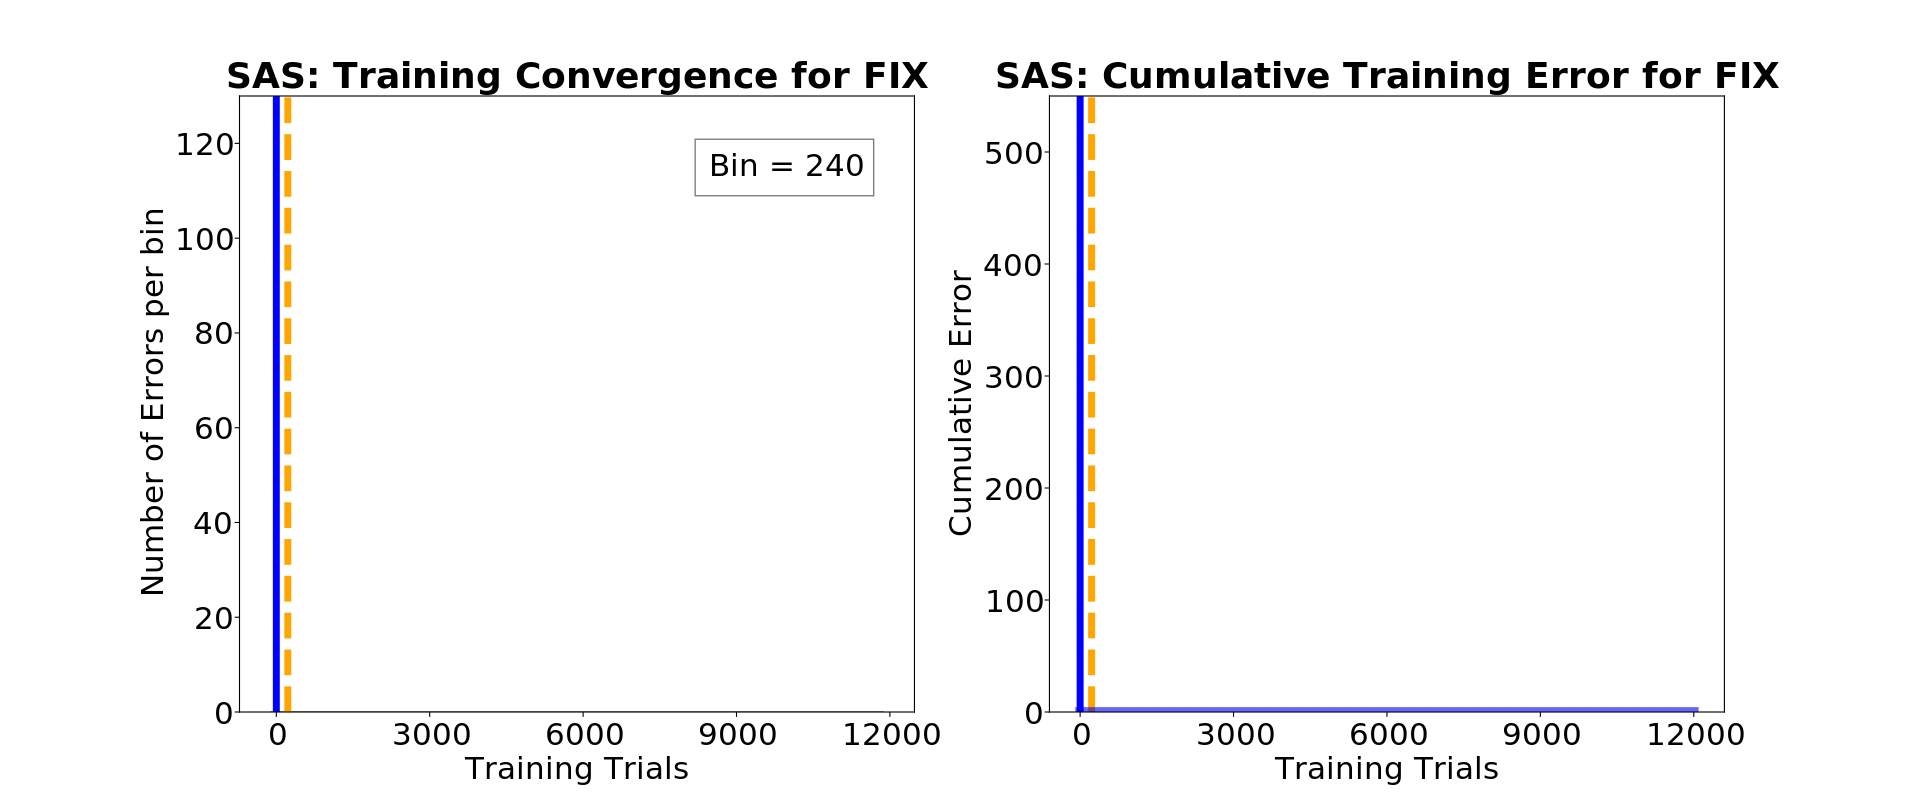 SAS: Training Convergence for FIX
Number of Errors per bin
120
100
80
60
40
20
0
Bin = 240
0 3000 6000 9000 12000
Training Trials
SAS: Cumulative Training Error for FIX
Cumulative Error
500
400
300
200
100
0
0 3000 6000 9000 12000
Training Trials